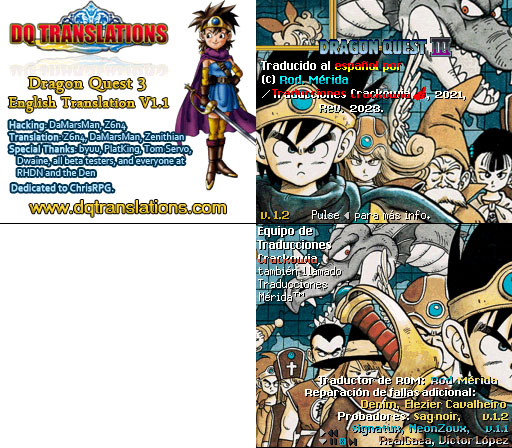 DQ TRANSLATIONS
Dragon Quest 3
English Translation V1.1
Hacking: DaMarsMan, Z6n4
Translation: Z6n4, DaMarsMan, Zenithian
Special Thanks: byuu, PlatKing, Tom Servo,
Dwaine, all beta testers, and everyone at
RHDN and the Den
Dedicated to ChrisRPG.
www.dqtranslations.com
DRAGON QUEST III
Traducido al español por
(C) Rod, Mérida
/Traducciones Crackowia, 2021,
Rev. 2023.
v. 1.2 Pulse para más info.
Equipo de
Traducciones
Crackowia,
también llamado
Traducciones
Mérida™
Traductor de ROM: Rod Mérida
Reparación de fallas adicional:
Denim, Elezier Cavalheiro
Probadores: sagnoir, v.1.2
signatus, NeonZoux, v.1.1
Víctor López